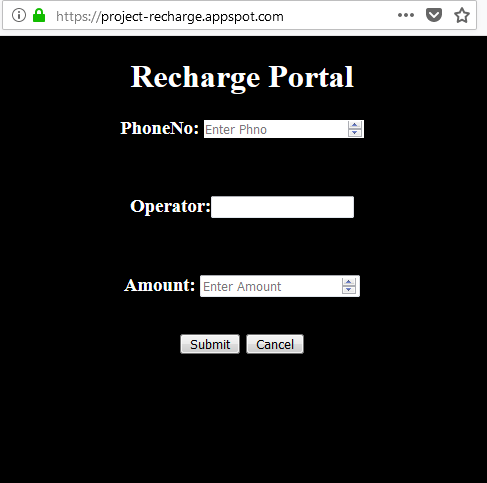 https://project-recharge.appspot.com
Recharge Portal
PhoneNo: Enter Phno
Operator:
Amount: Enter Amount
Submit Cancel